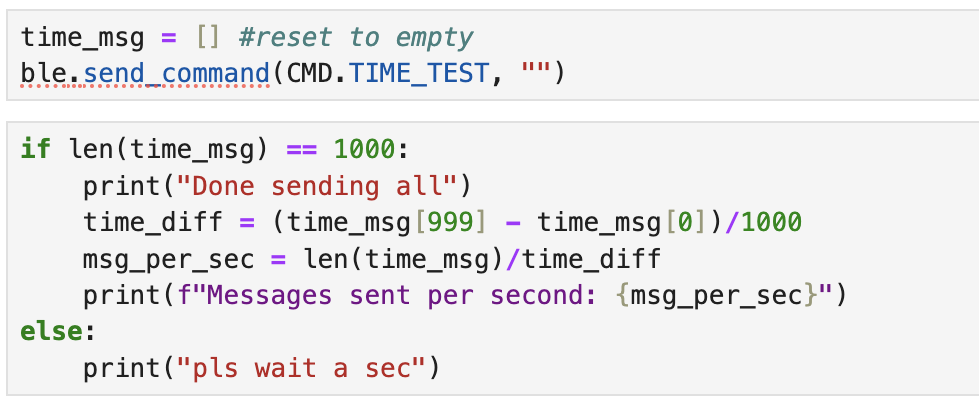 time_msg = [] #reset to empty
ble.send_command(CMD.TIME_TEST, "")
if len(time_msg) == 1000:
    print("Done sending all")
    time_diff = (time_msg[999] - time_msg[0])/1000
    msg_per_sec = len(time_msg)/time_diff
    print(f"Messages sent per second: {msg_per_sec}")
else:
    print("pls wait a sec")